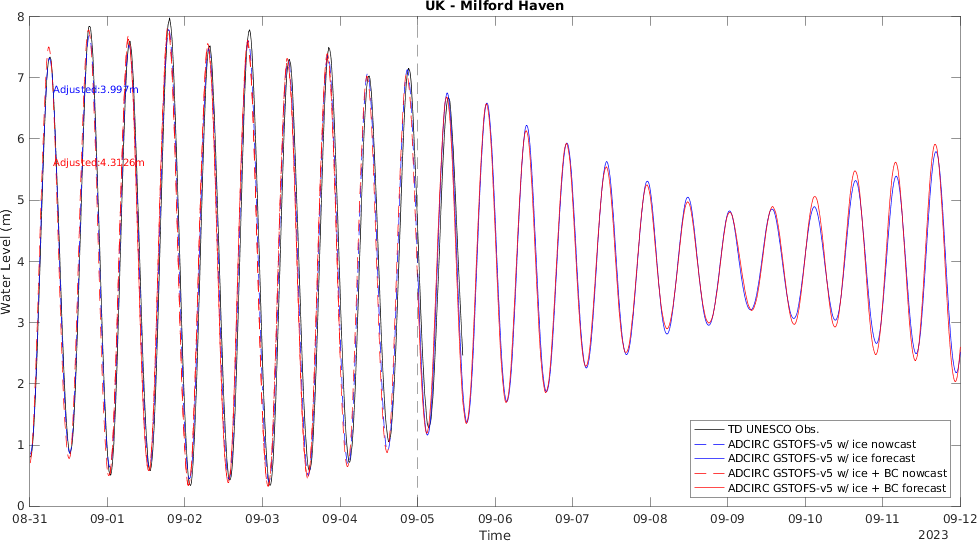 UK - Milford Haven
8
7
6
5
4
3
2
1
0
Water Level (m)
Adjusted:3.997m
Adjusted:4.3126m
TD UNESCO Obs.
ADCIRC GSTOFS-v5 w/ ice nowcast
ADCIRC GSTOFS-v5 w/ ice forecast
ADCIRC GSTOFS-v5 w/ ice + BC nowcast
ADCIRC GSTOFS-v5 w/ ice + BC forecast
08-31 09-01 09-02 09-03 09-04 09-05 09-06 09-07 09-08 09-09 09-10 09-11 09-12
Time
2023